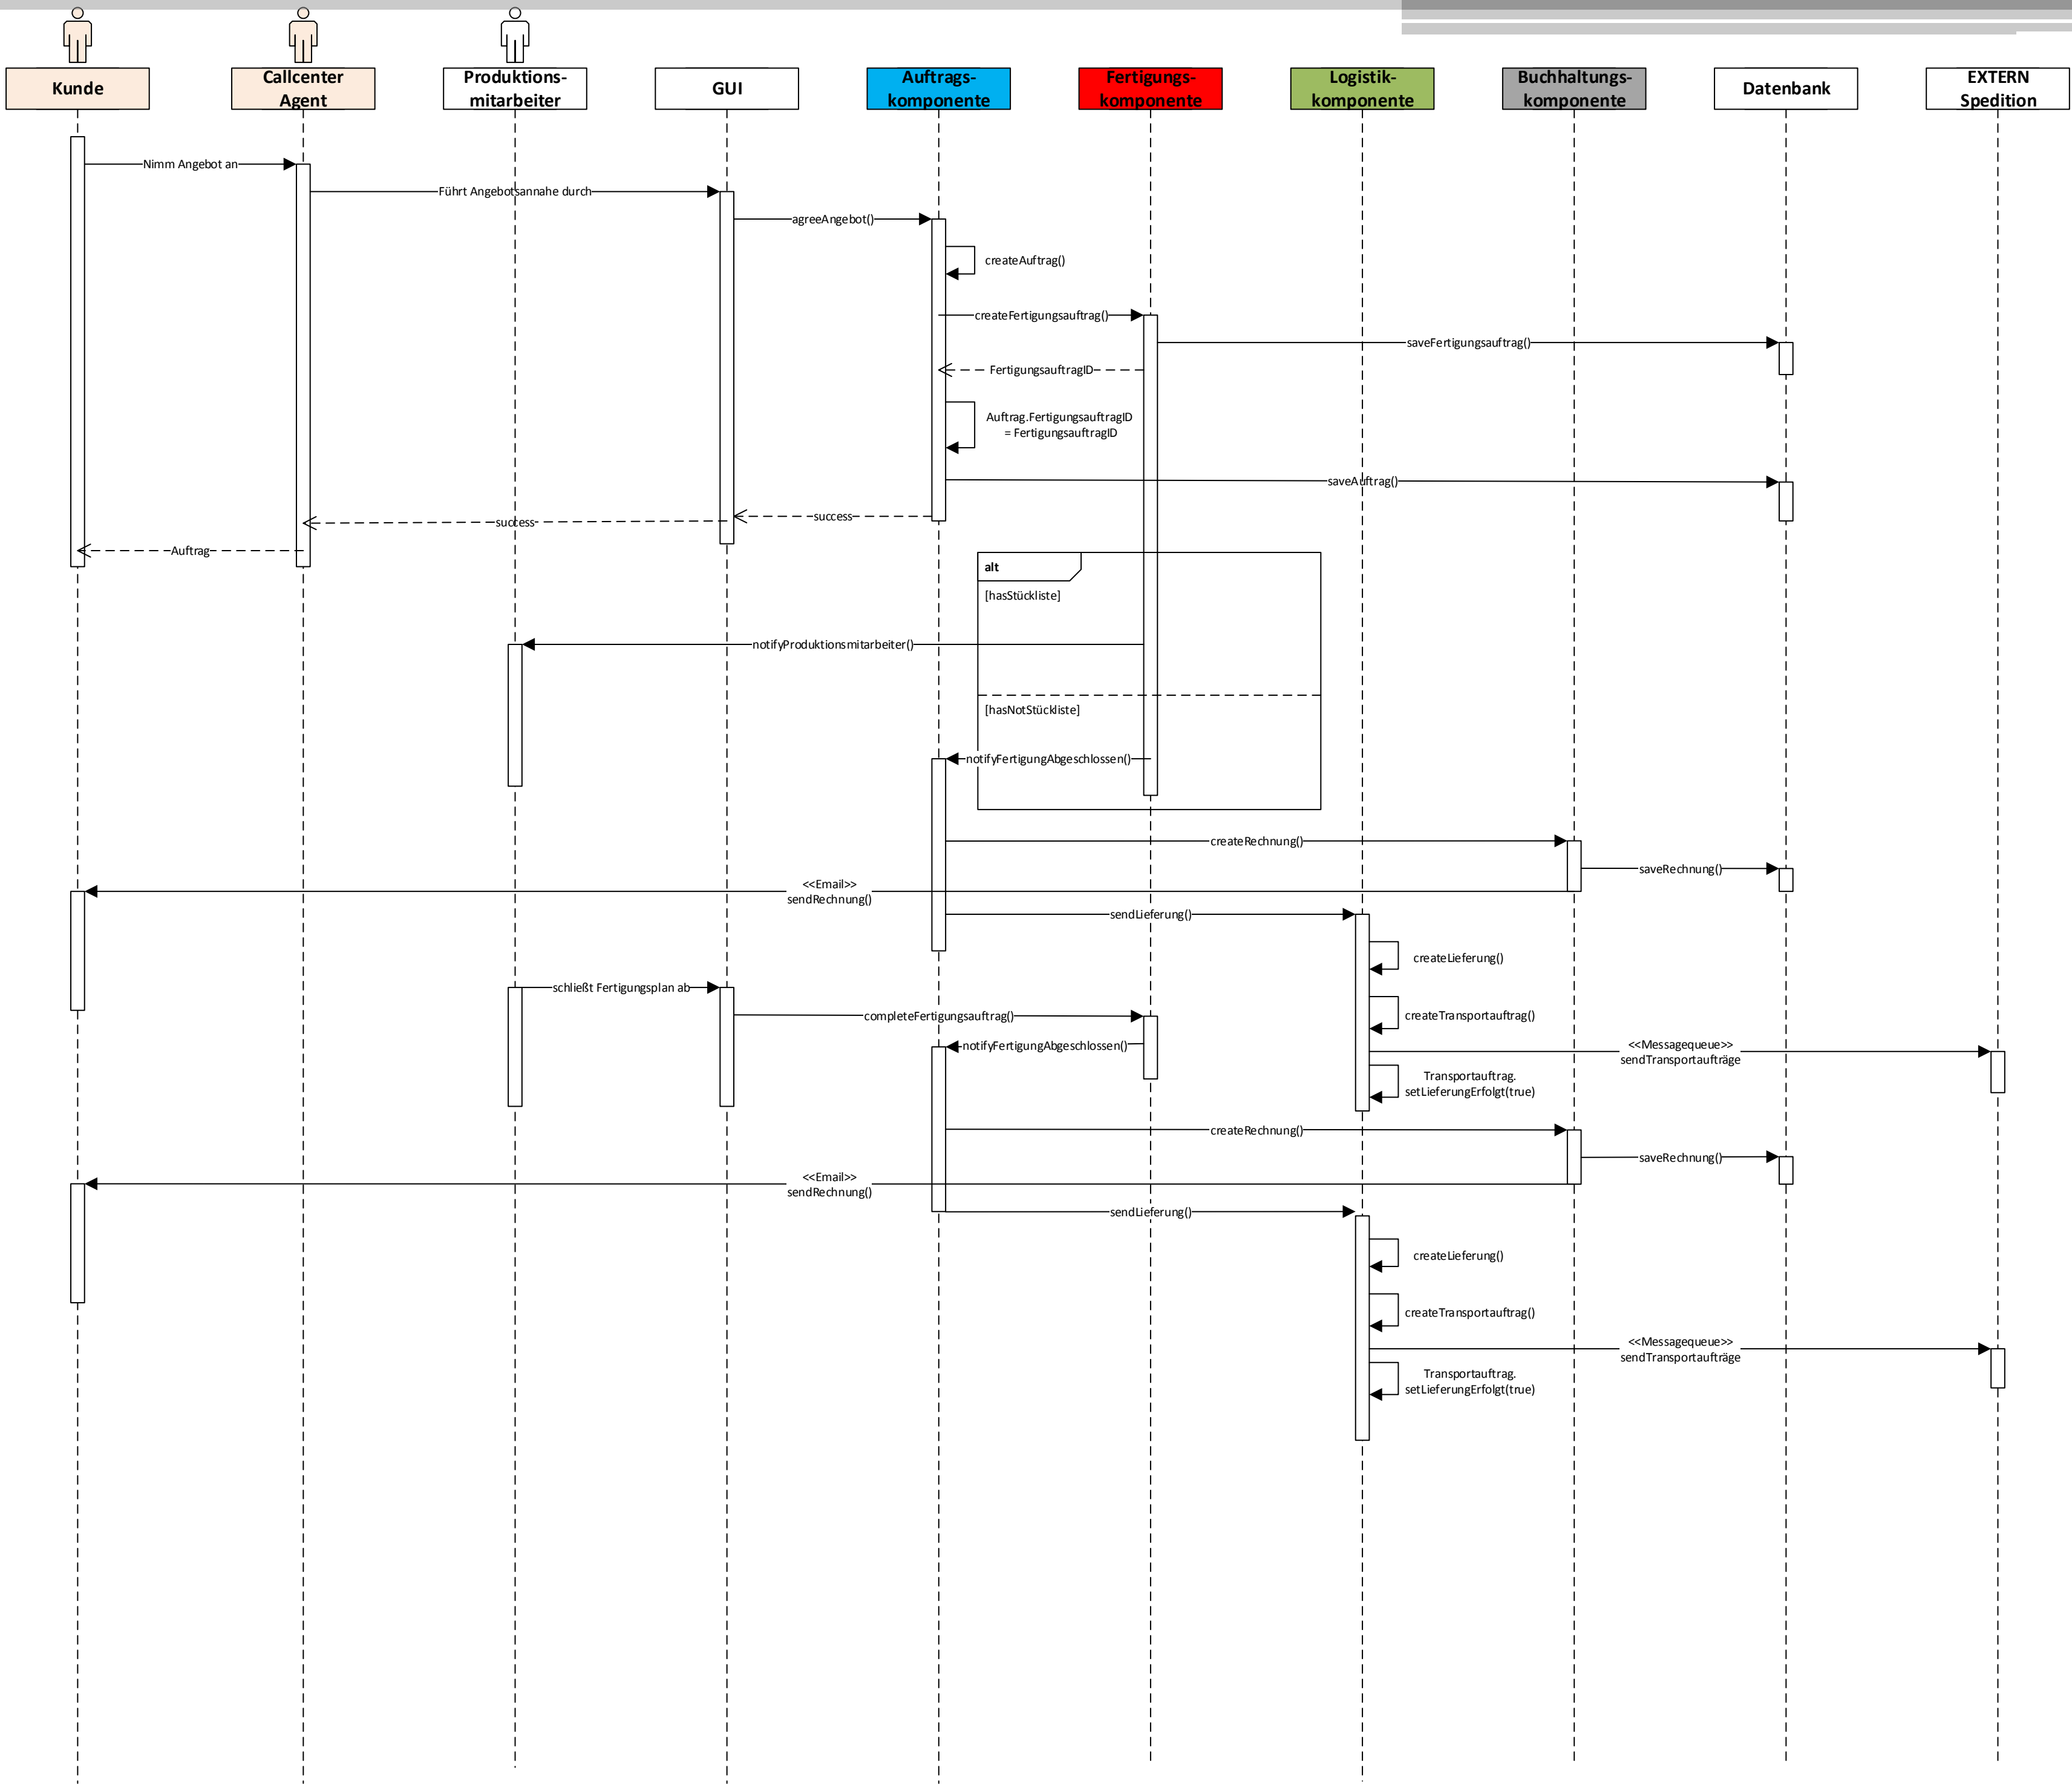 Kunde
Callcenter
Agent
Produktions-
mitarbeiter
GUI
Auftrags-
komponente
Fertigungs-
komponente
Logistik-
komponente
Buchhaltungs-
komponente
Datenbank
EXTERN
Spedition
Nimm Angebot an
Führt Angebotsannahe durch
agreeAngebot()
createAuftrag()
createFertigungsauftrag()
saveFertigungsauftrag()
FertigungsauftragID
Auftrag.FertigungsauftragID
= FertigungsauftragID
saveAuftrag()
success
success
Auftrag
alt
[hasStückliste]
notifyProduktionsmitarbeiter()
[hasNotStückliste]
notifyFertigungAbgeschlossen()
createRechnung()
saveRechnung()
<<Email>>
sendRechnung()
sendLieferung()
createLieferung()
schließt Fertigungsplan ab
createTransportauftrag()
completeFertigungsauftrag()
notifyFertigungAbgeschlossen()
<<Messagequeue>>
sendTransportaufträge
Transportauftrag.
setLieferungErfolgt(true)
createRechnung()
saveRechnung()
<<Email>>
sendRechnung()
sendLieferung()
createLieferung()
createTransportauftrag()
<<Messagequeue>>
sendTransportaufträge
Transportauftrag.
setLieferungErfolgt(true)